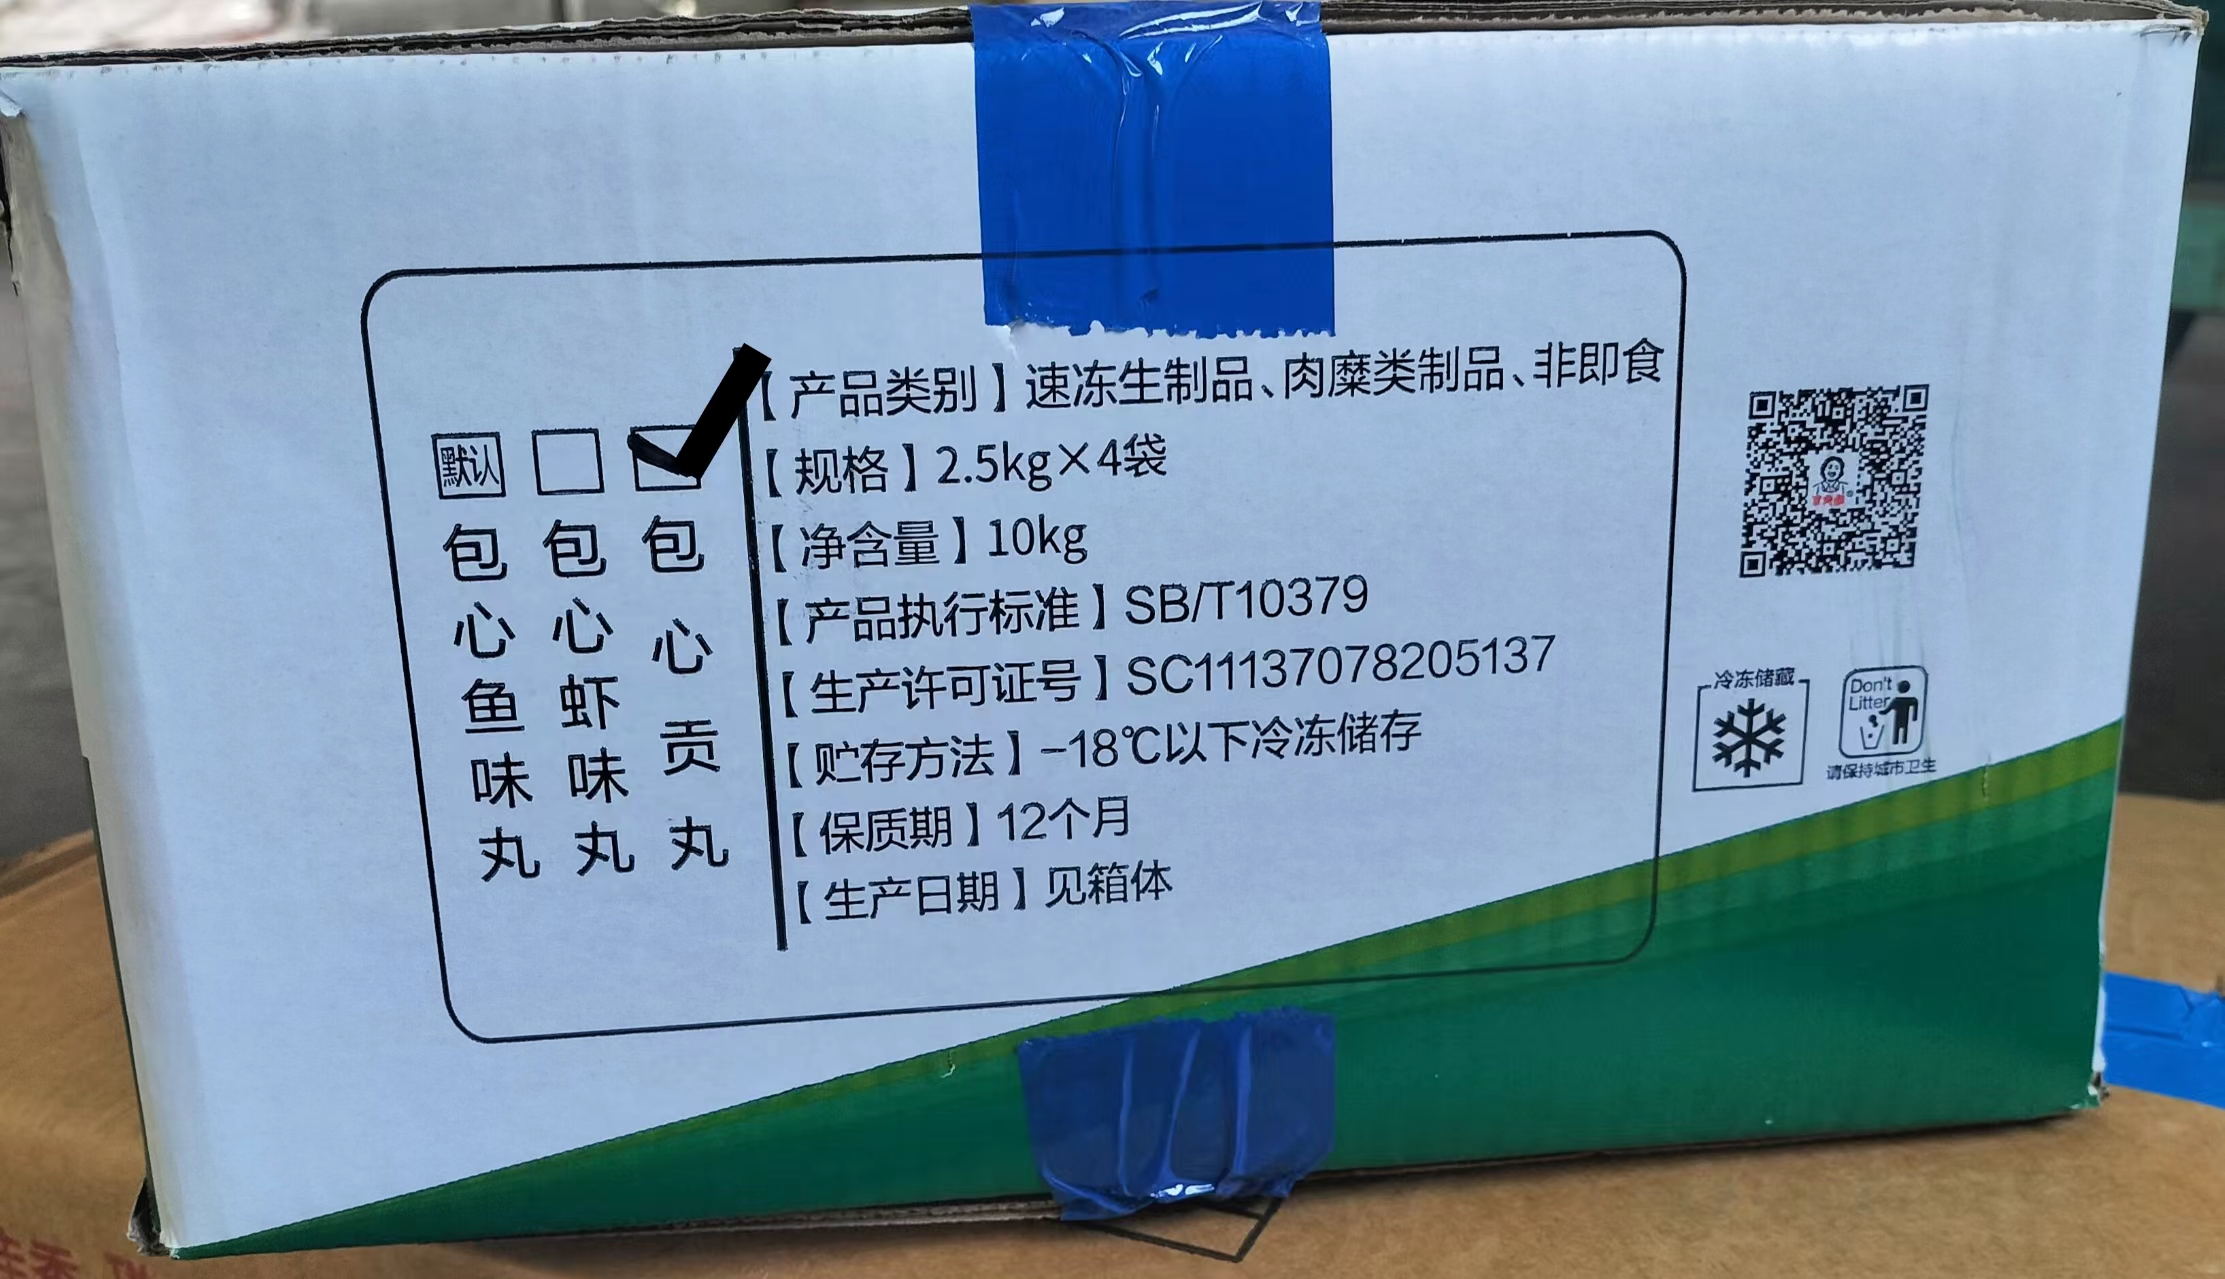 默认
包心鱼味丸
包心虾味丸
包心贡丸
【产品类别】速冻生制品、肉糜类制品、非即食
【规格】2.5kg×4袋
【净含量】10kg
【产品执行标准】SB/T10379
【生产许可证号】SC11137078205137
【贮存方法】-18℃以下冷冻储存
【保质期】12个月
【生产日期】见箱体
冷冻储藏
Don't
Litter
请保持城市卫生